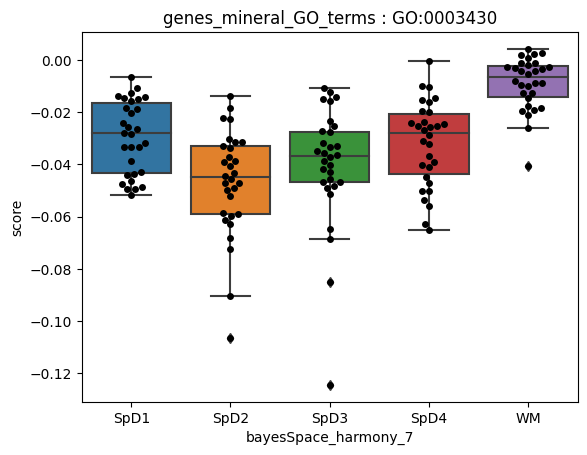 genes_mineral_GO_terms : GO:0003430
0.00
−0.02
−0.04
−0.06
−0.08
−0.10
−0.12
score
SpD1 SpD2 SpD3 SpD4 WM
bayesSpace_harmony_7